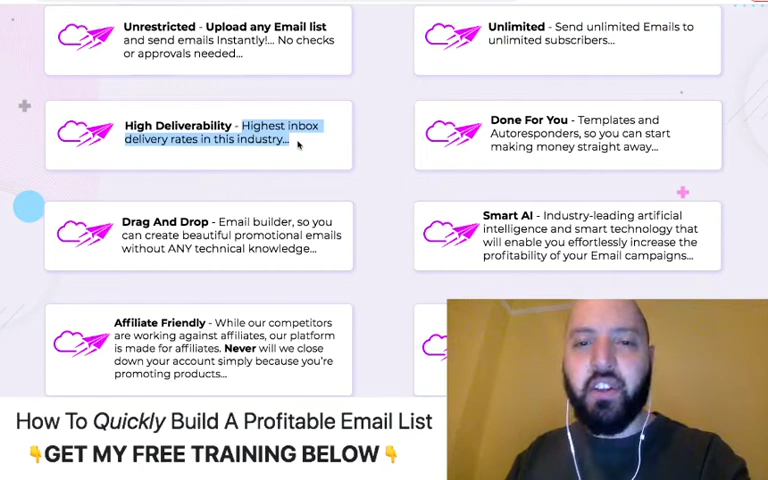 Unrestricted - Upload any Email list
and send emails Instantly!... No checks
or approvals needed...
Unlimited - Send unlimited Emails to
unlimited subscribers...
High Deliverability - Highest inbox
delivery rates in this industry...
Done For You - Templates and
Autoresponders, so you can start
making money straight away...
Drag And Drop - Email builder, so you
can create beautiful promotional emails
without ANY technical knowledge...
Smart AI - Industry-leading artificial
intelligence and smart technology that
will enable you effortlessly increase the
profitability of your Email campaigns...
Affiliate Friendly - While our competitors
are working against affiliates, our platform
is made for affiliates. Never will we close
down your account simply because you're
promoting products...
How To Quickly Build A Profitable Email List
👇GET MY FREE TRAINING BELOW👇